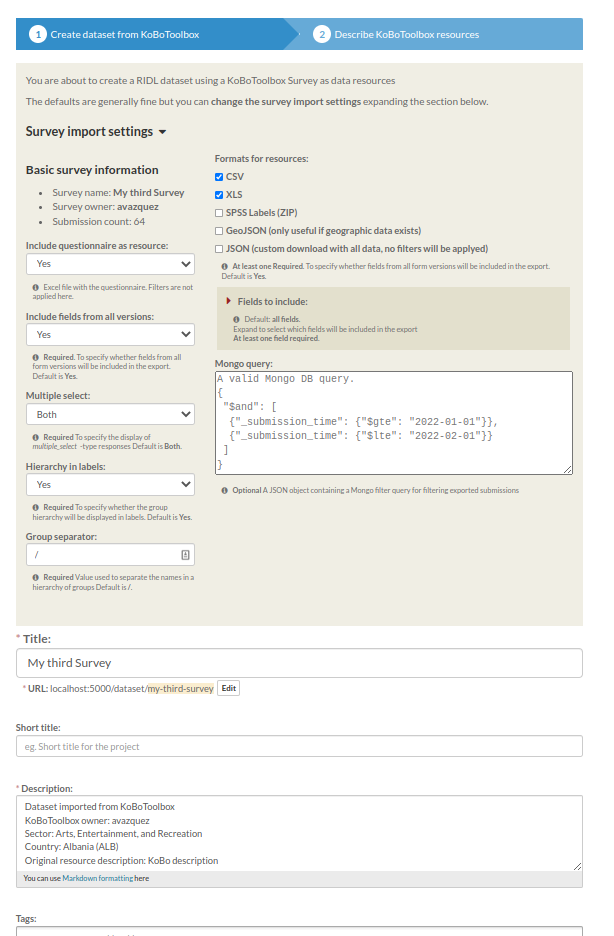 1 Create dataset from KoBoToolbox
2 Describe KoBoToolbox resources
You are about to create a RIDL dataset using a KoBoToolbox Survey as data resources
The defaults are generally fine but you can change the survey import settings expanding the section below.
Survey import settings
Basic survey information
• Survey name: My third Survey
• Survey owner: avazquez
• Submission count: 64
Include questionnaire as resource:
Yes
Excel file with the questionnaire. Filters are not
applied here.
Include fields from all versions:
Yes
Required. To specify whether fields from all
form versions will be included in the export.
Default is Yes.
Multiple select:
Both
Required To specify the display of
multiple_select -type responses Default is Both.
Hierarchy in labels:
Yes
Required To specify whether the group
hierarchy will be displayed in labels. Default is Yes.
Group separator:
/
Required Value used to separate the names in a
hierarchy of groups Default is /.
Formats for resources:
CSV
XLS
SPSS Labels (ZIP)
GeoJSON (only useful if geographic data exists)
JSON (custom download with all data, no filters will be applyed)
At least one Required. To specify whether fields from all form versions will be included in the export.
Default is Yes.
Fields to include:
Default: all fields.
Expand to select which fields will be included in the export
At least one field required.
Mongo query:
A valid Mongo DB query.
{
"$and": [
{"_submission_time": {"$gte": "2022-01-01"}},
{"_submission_time": {"$lte": "2022-02-01"}}
]
}
Optional A JSON object containing a Mongo filter query for filtering exported submissions
* Title:
My third Survey
* URL: localhost:5000/dataset/my-third-survey Edit
Short title:
eg. Short title for the project
* Description:
Dataset imported from KoBoToolbox
KoBoToolbox owner: avazquez
Sector: Arts, Entertainment, and Recreation
Country: Albania (ALB)
Original resource description: KoBo description
You can use Markdown formatting here
Tags: